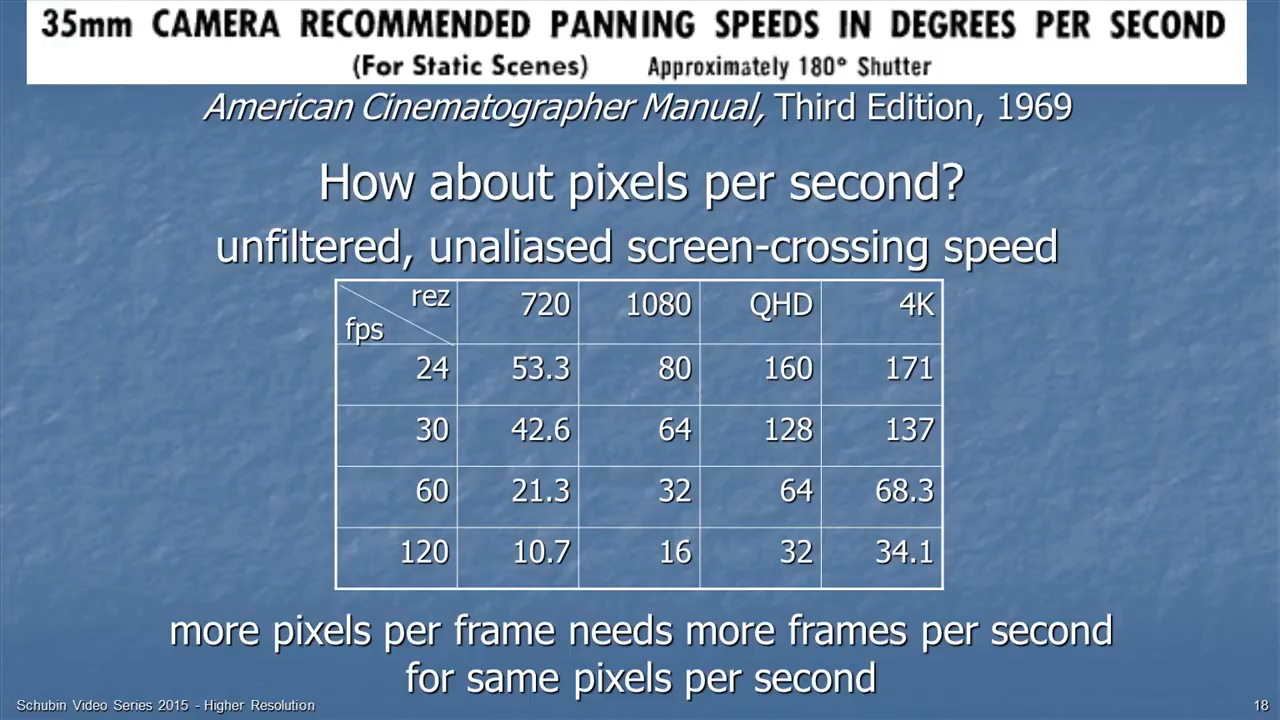 35mm CAMERA RECOMMENDED PANNING SPEEDS IN DEGREES PER SECOND
(For Static Scenes) Approximately 180° Shutter
American Cinematographer Manual, Third Edition, 1969
How about pixels per second?
unfiltered, unaliased screen-crossing speed
rez fps 720 1080 QHD 4K
24 53.3 80 160 171
30 42.6 64 128 137
60 21.3 32 64 68.3
120 10.7 16 32 34.1
more pixels per frame needs more frames per second
for same pixels per second
Schubin Video Series 2015 - Higher Resolution 18